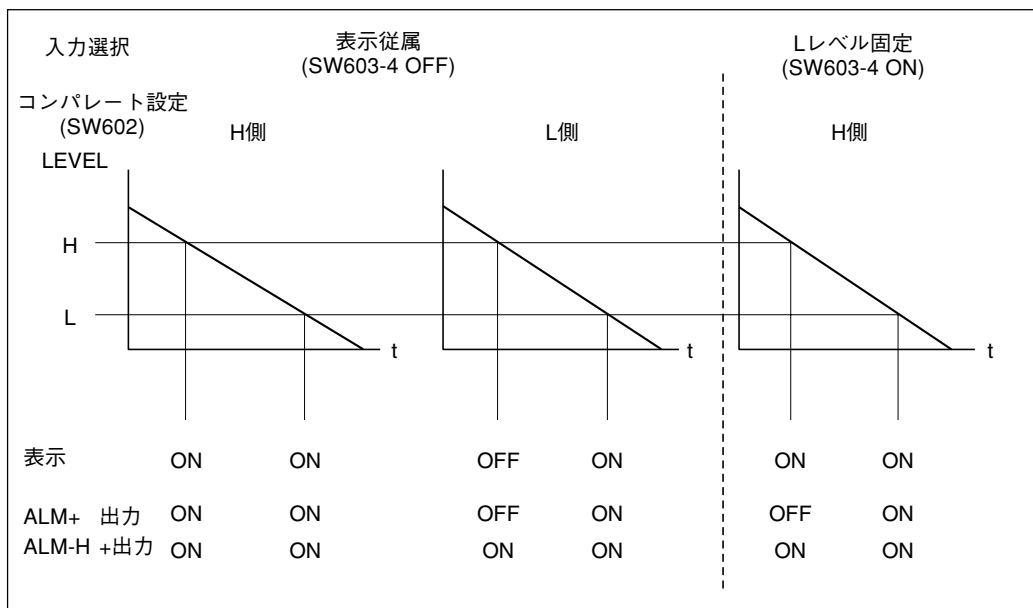 入力選択 表示従属 Lレベル固定
(SW603-4 OFF) (SW603-4 ON)
コンパレート設定
(SW602) H側 L側 H側
LEVEL
H
L
t t t
表示 ON ON OFF ON ON ON
ALM+ 出力 ON ON OFF ON OFF ON
ALM-H +出力 ON ON ON ON ON ON